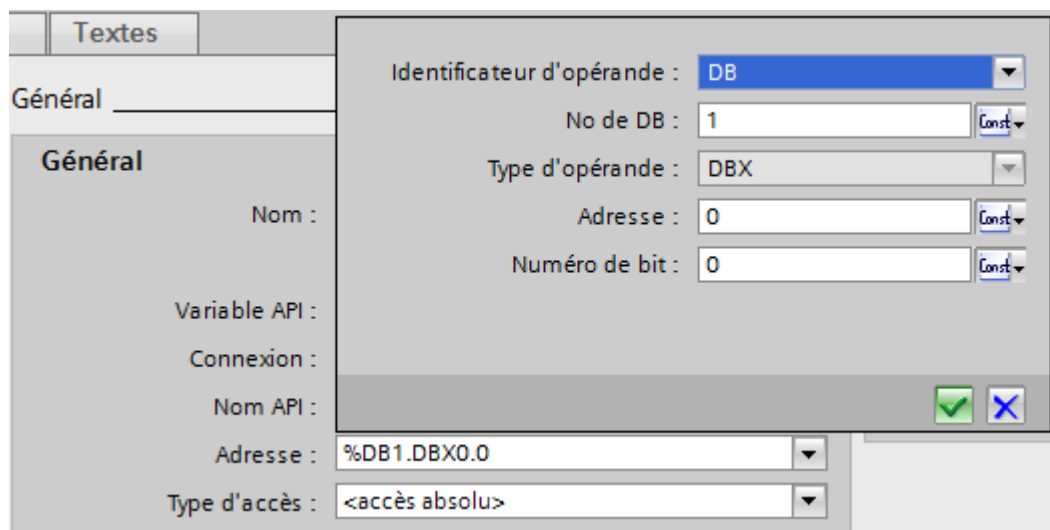 Textes
Général
Général
Nom :
Variable API :
Connexion :
Nom API :
Adresse : %DB1.DBX0.0
Type d'accès : <accès absolu>
Identificateur d'opérande : DB
No de DB : 1 Const
Type d'opérande : DBX
Adresse : 0 Const
Numéro de bit : 0 Const